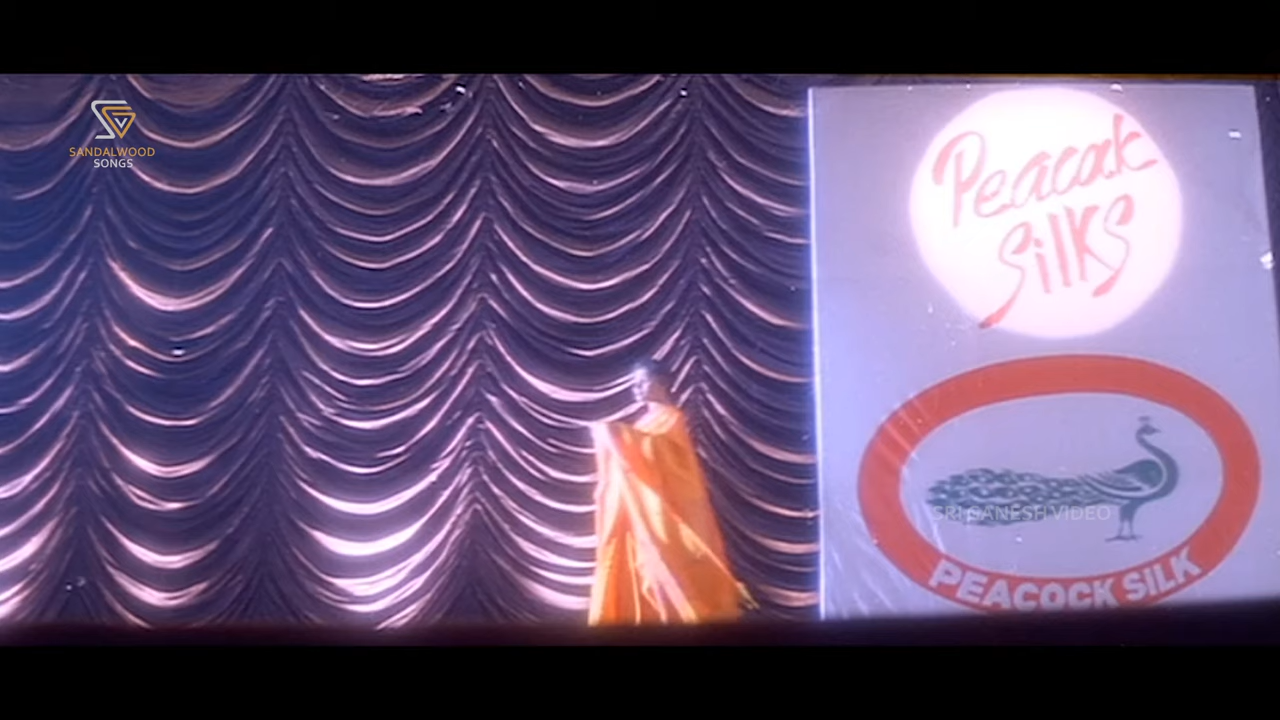 SANDALWOOD
SONGS
Peacock
Silks
SRI GANESH VIDEO
PEACOCK SILK